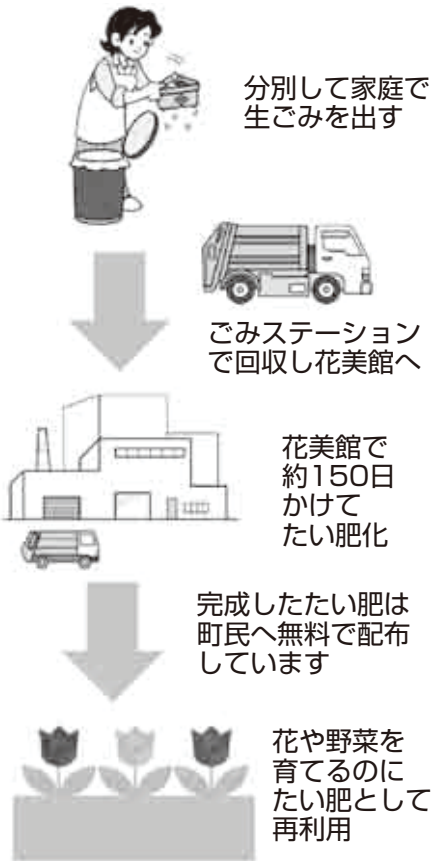 分別して家庭で
生ごみを出す
ごみステーション
で回収し花美館へ
花美館で
約150日
かけて
たい肥化
完成したたい肥は
町民へ無料で配布
しています
花や野菜を
育てるのに
たい肥として
再利用